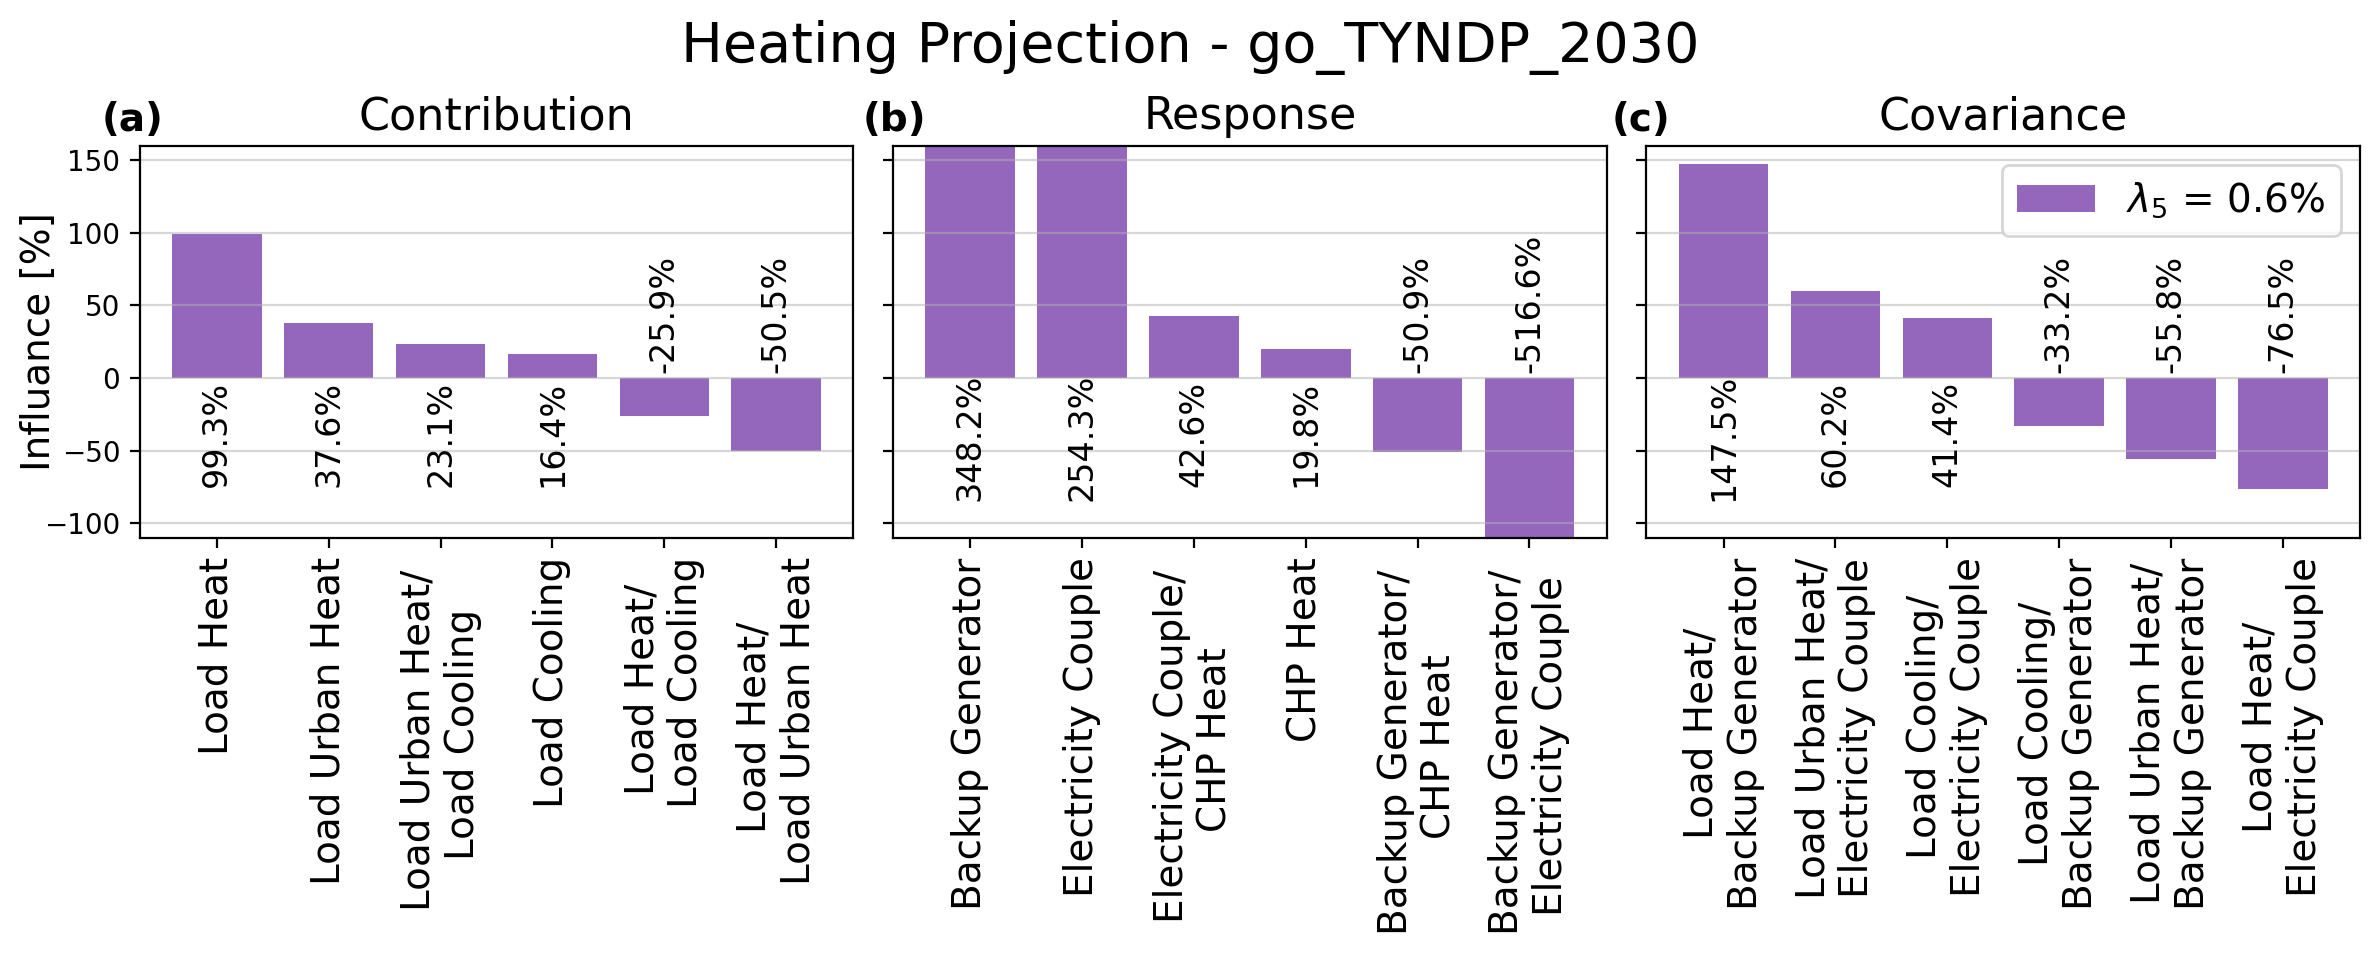 Heating Projection - go_TYNDP_2030
(a)
Contribution
Influance [%]
150
100
50
0
−50
−100
99.3%
37.6%
23.1%
16.4%
-25.9%
-50.5%
Load Heat
Load Urban Heat
Load Urban Heat/
Load Cooling
Load Cooling
Load Heat/
Load Cooling
Load Heat/
Load Urban Heat
(b)
Response
348.2%
254.3%
42.6%
19.8%
-50.9%
-516.6%
Backup Generator
Electricity Couple
Electricity Couple/
CHP Heat
CHP Heat
Backup Generator/
CHP Heat
Backup Generator/
Electricity Couple
(c)
Covariance
λ₅ = 0.6%
147.5%
60.2%
41.4%
-33.2%
-55.8%
-76.5%
Load Heat/
Backup Generator
Load Urban Heat/
Electricity Couple
Load Cooling/
Electricity Couple
Load Cooling/
Backup Generator
Load Urban Heat/
Backup Generator
Load Heat/
Electricity Couple